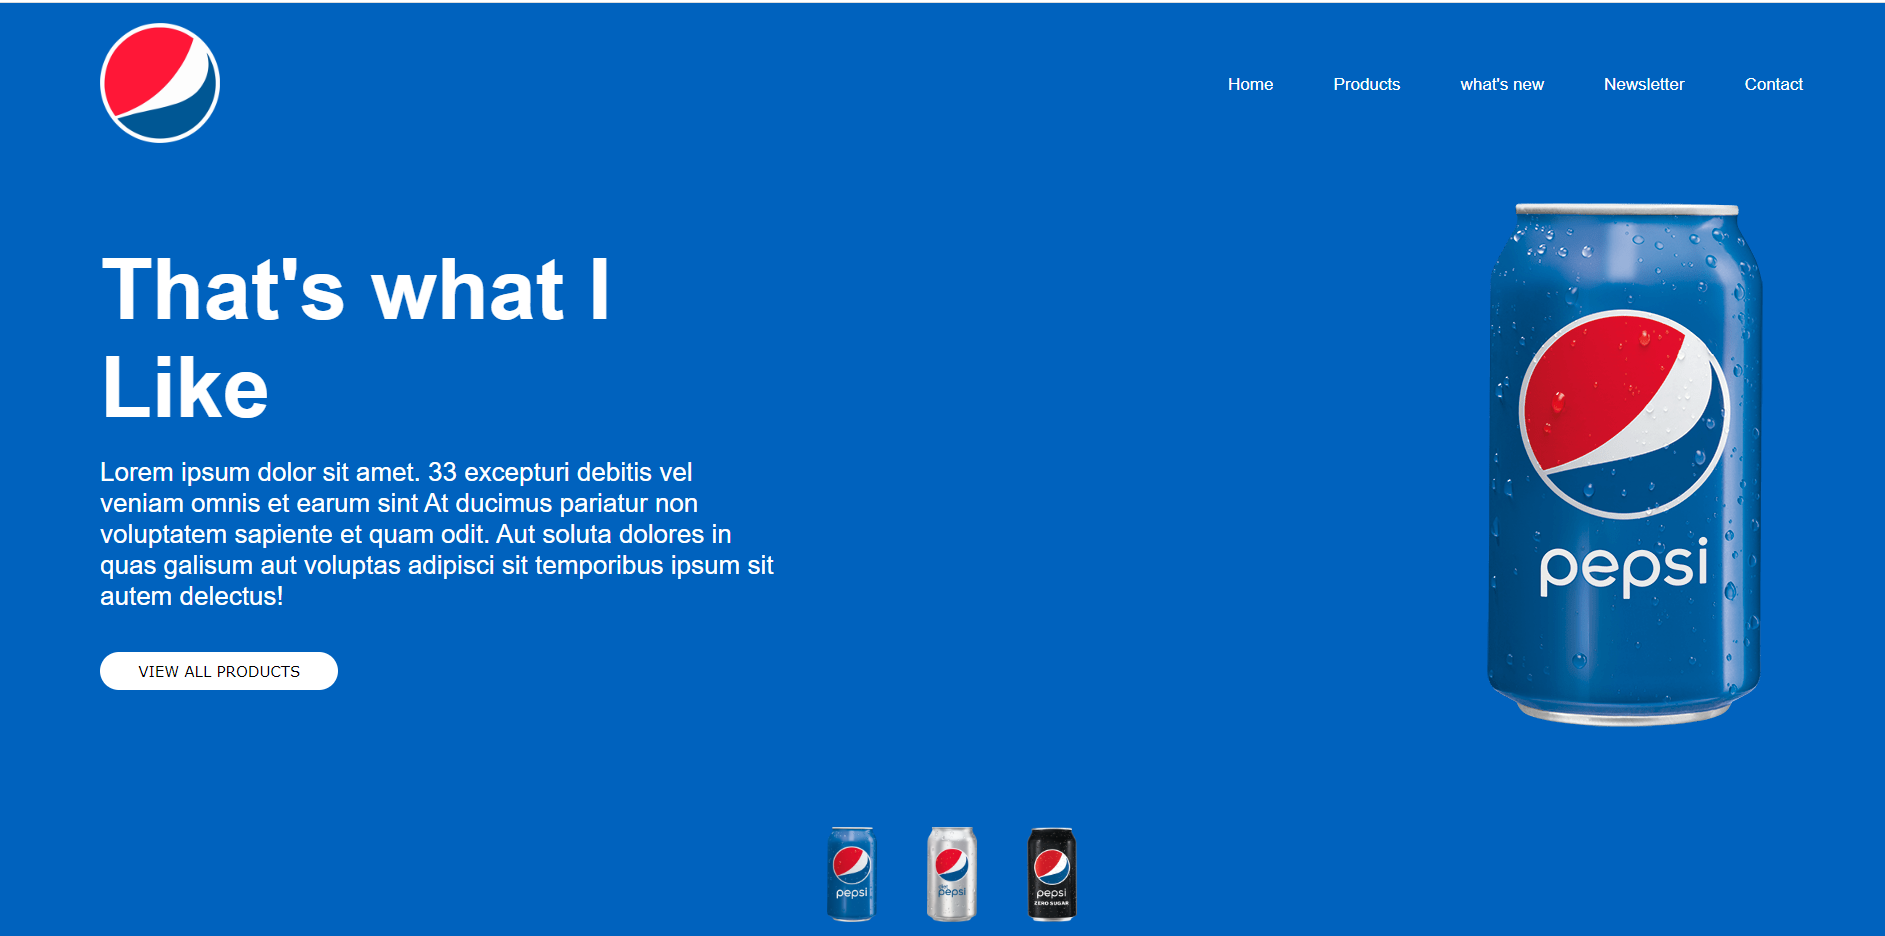 Home Products what's new Newsletter Contact
That's what I
Like
Lorem ipsum dolor sit amet. 33 excepturi debitis vel
veniam omnis et earum sint At ducimus pariatur non
voluptatem sapiente et quam odit. Aut soluta dolores in
quas galisum aut voluptas adipisci sit temporibus ipsum sit
autem delectus!
VIEW ALL PRODUCTS
pepsi
pepsi
diet
pepsi
pepsi
ZERO SUGAR